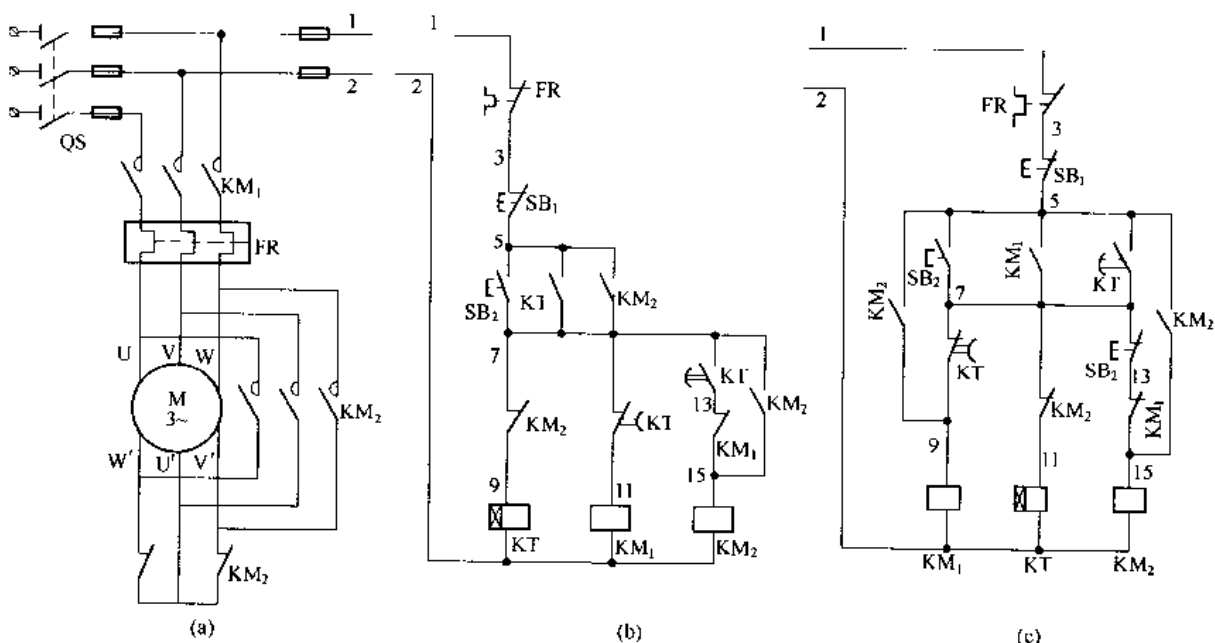 QS
KM₁
FR
U
V
W
M
3~
KM₂
W′
U′
V′
KM₂
(a)
1
2
1
2
FR
3
SB₁
5
SB₂
KT
KM₂
7
KT
13
KM₂
KM₂
KT
KM₁
9
11
15
KT
KM₁
KM₂
(b)
1
2
FR
3
SB₁
5
SB₂
KM₁
KT
KM₂
7
KM₂
KT
SB₂
13
KM₂
KM₁
9
11
15
KM₁
KT
KM₂
(c)